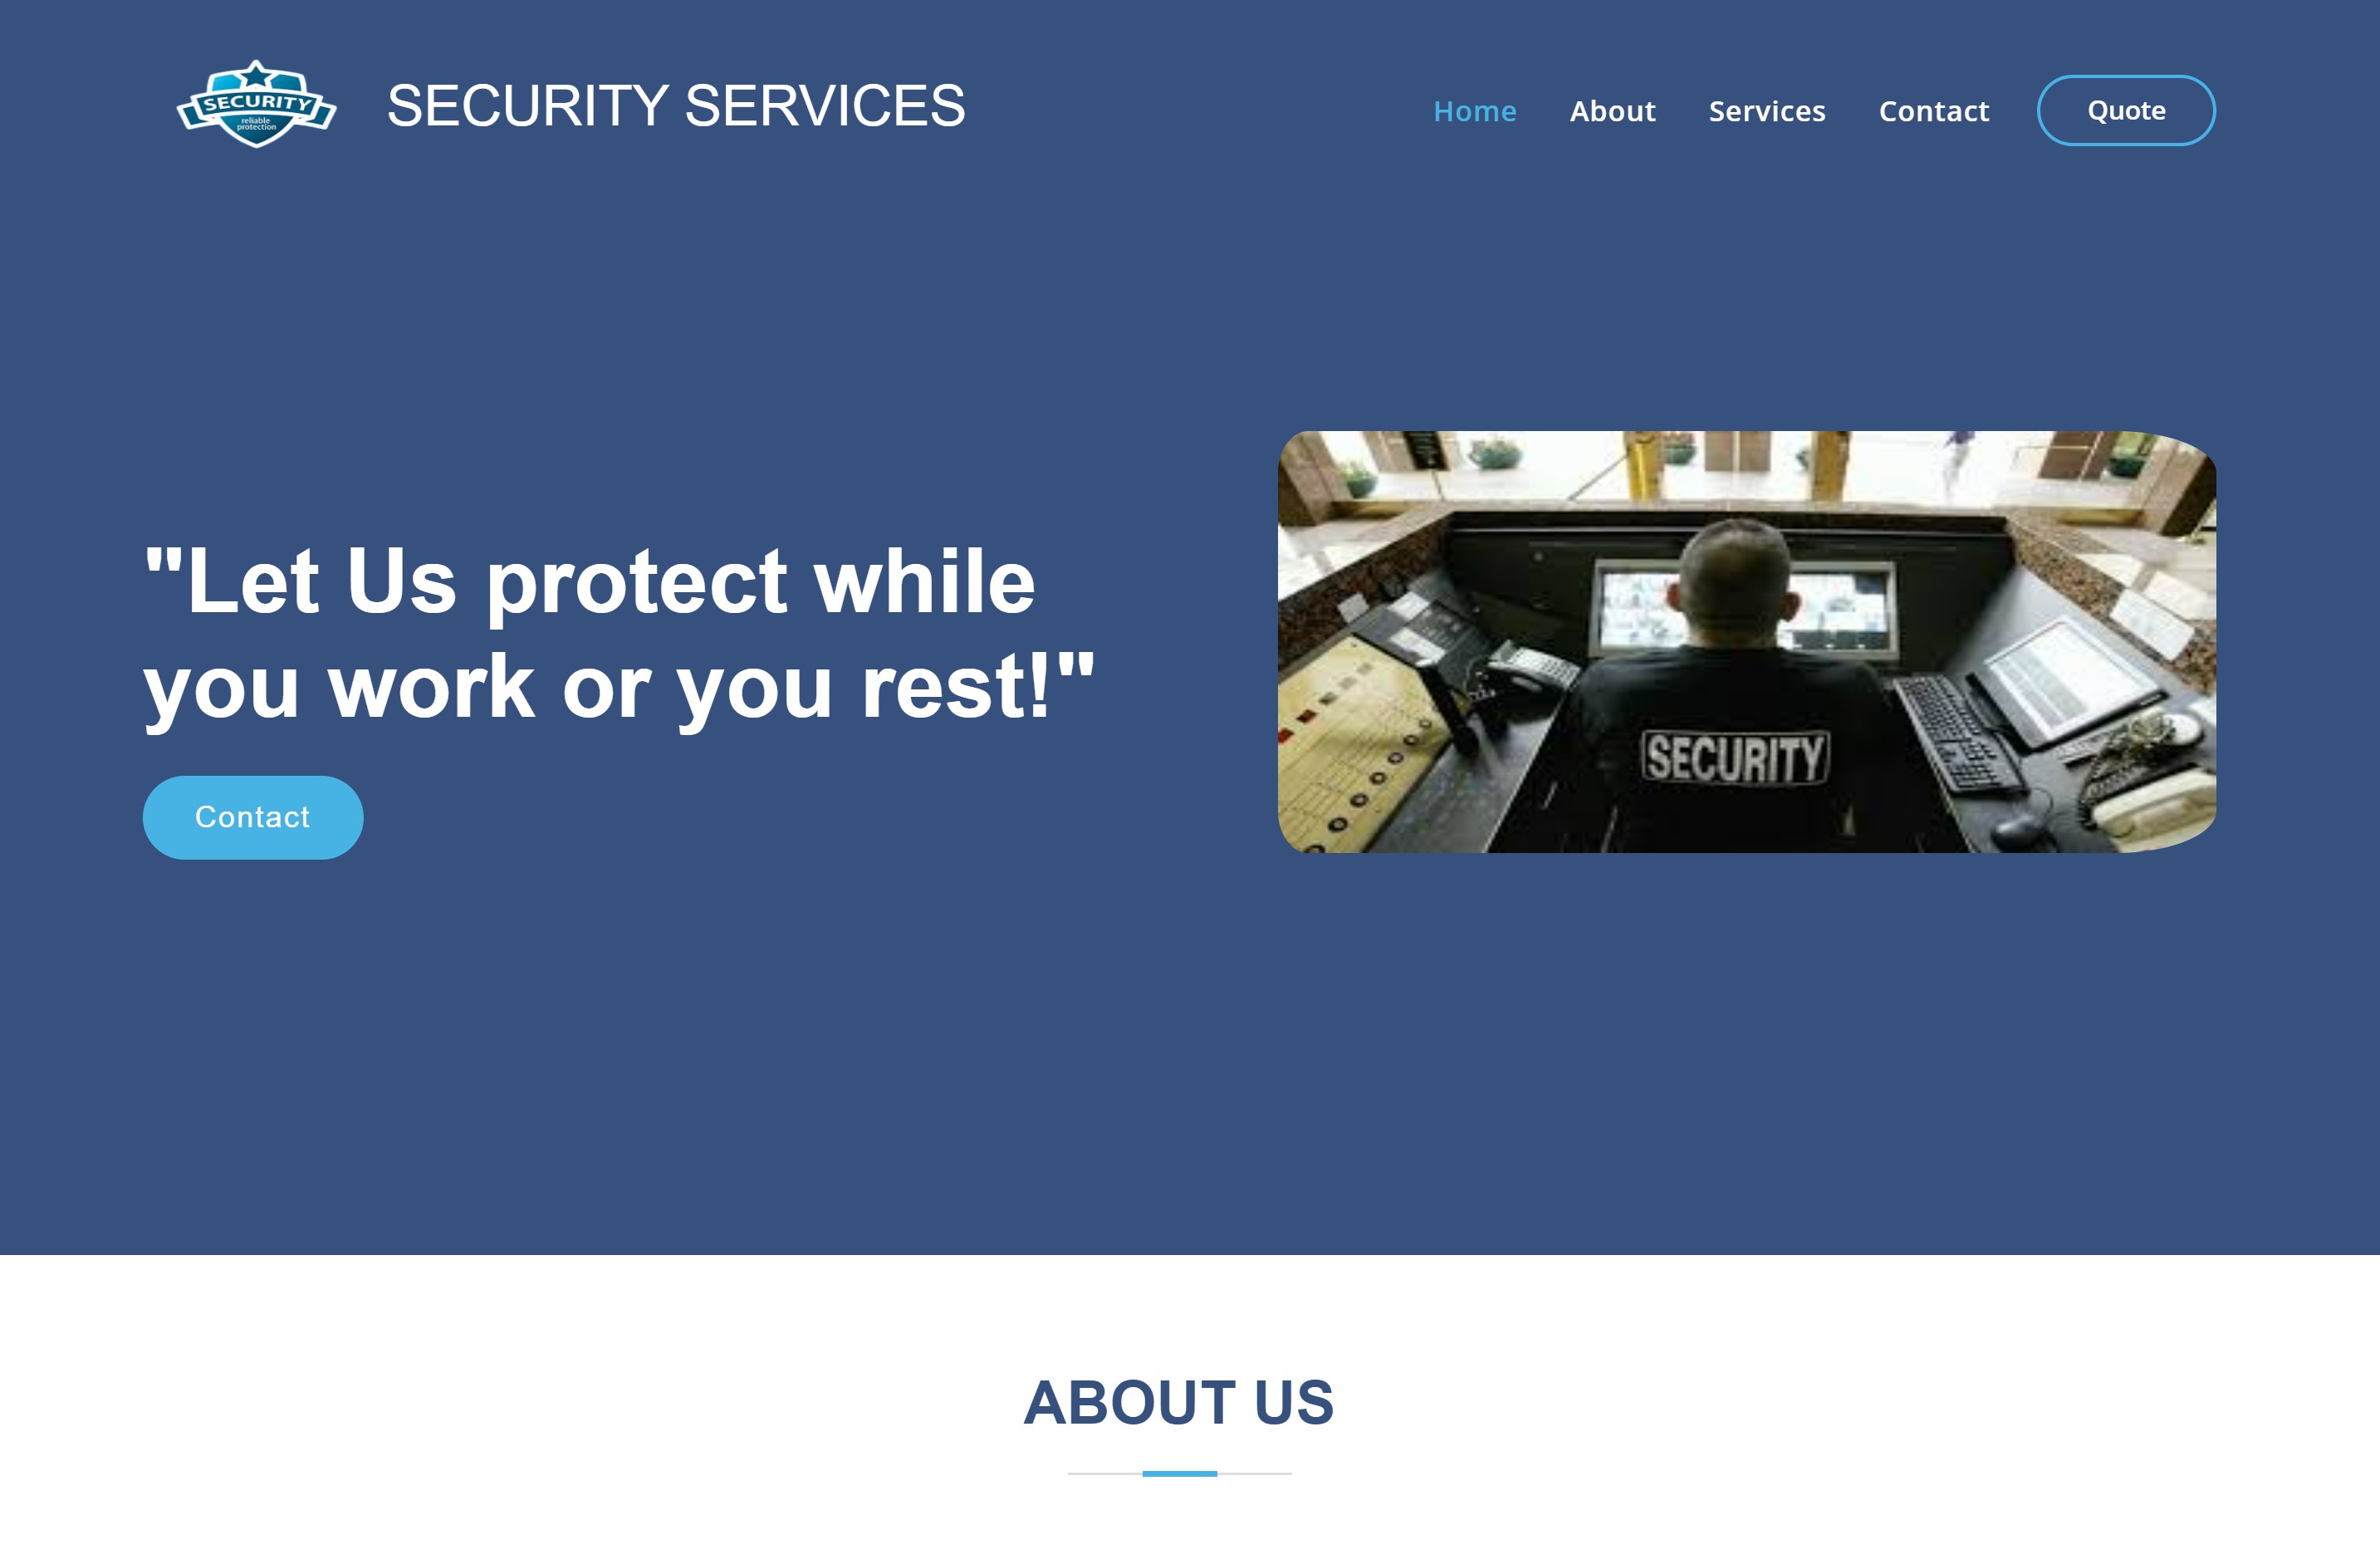 SECURITY
reliable
protection
SECURITY SERVICES
Home
About
Services
Contact
Quote
"Let Us protect while
you work or you rest!"
Contact
SECURITY
ABOUT US